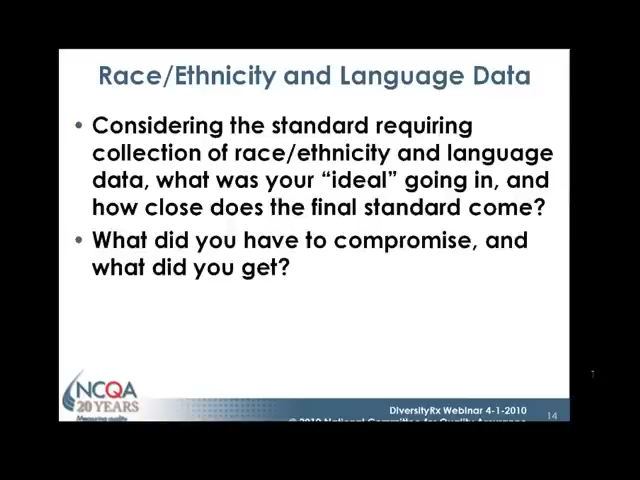 Race/Ethnicity and Language Data
• Considering the standard requiring
collection of race/ethnicity and language
data, what was your “ideal” going in, and
how close does the final standard come?
• What did you have to compromise, and
what did you get?
NCQA
20 YEARS
Measuring quality.
DiversityRx Webinar 4-1-2010
© 2010 National Committee for Quality Assurance
14